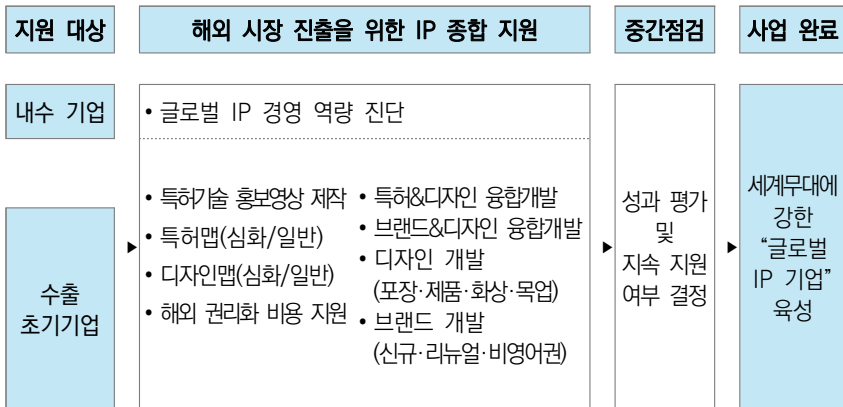 지원 대상
해외 시장 진출을 위한 IP 종합 지원
중간점검
사업 완료
내수 기업
• 글로벌 IP 경영 역량 진단
수출
초기기업
• 특허기술 홍보영상 제작
• 특허맵(심화/일반)
• 디자인맵(심화/일반)
• 해외 권리화 비용 지원
• 특허&디자인 융합개발
• 브랜드&디자인 융합개발
• 디자인 개발
(포장·제품·화상·목업)
• 브랜드 개발
(신규·리뉴얼·비영어권)
성과 평가
및
지속 지원
여부 결정
세계무대에
강한
“글로벌
IP 기업”
육성